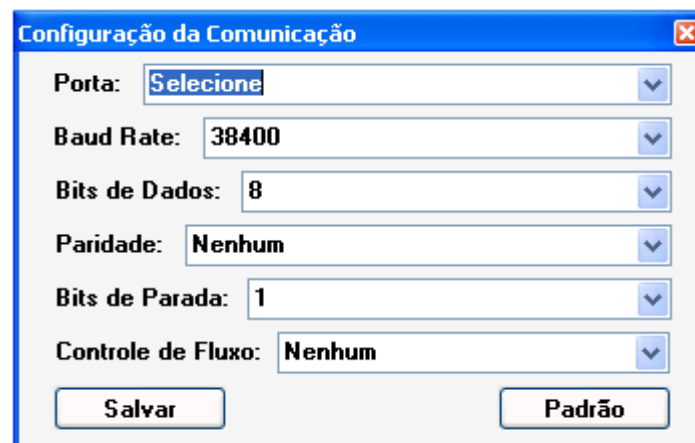 Configuração da Comunicação
Porta: Selecione
Baud Rate: 38400
Bits de Dados: 8
Paridade: Nenhum
Bits de Parada: 1
Controle de Fluxo: Nenhum
Salvar Padrão